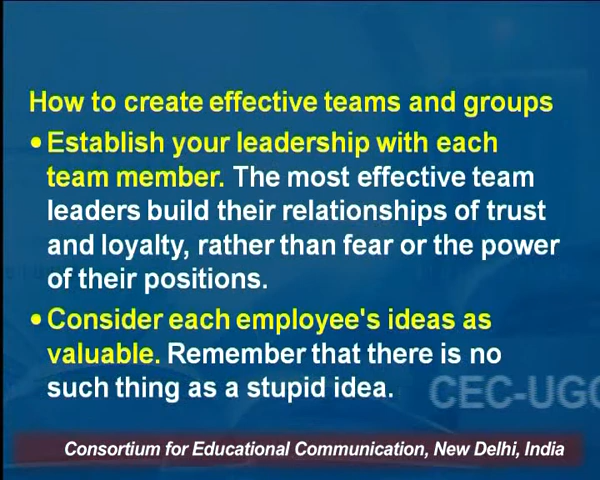 How to create effective teams and groups
•Establish your leadership with each
team member. The most effective team
leaders build their relationships of trust
and loyalty, rather than fear or the power
of their positions.
•Consider each employee's ideas as
valuable. Remember that there is no
such thing as a stupid idea.
CEC-UGC
Consortium for Educational Communication, New Delhi, India